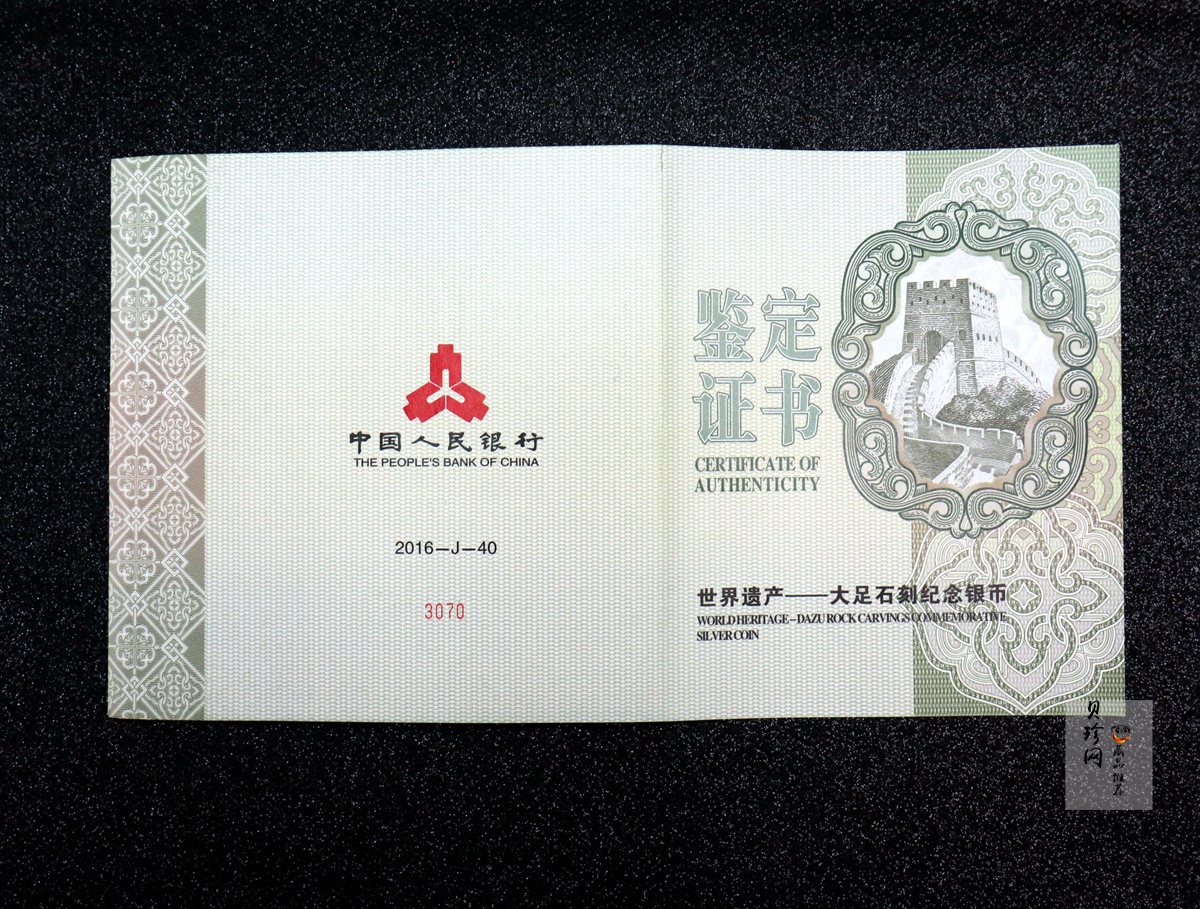 中国人民银行
THE PEOPLE'S BANK OF CHINA
2016—J—40
3070
鉴定
证书
CERTIFICATE OF
AUTHENTICITY
世界遗产——大足石刻纪念银币
WORLD HERITAGE – DAZU ROCK CARVINGS COMMEMORATIVE
SILVER COIN
贝珍网